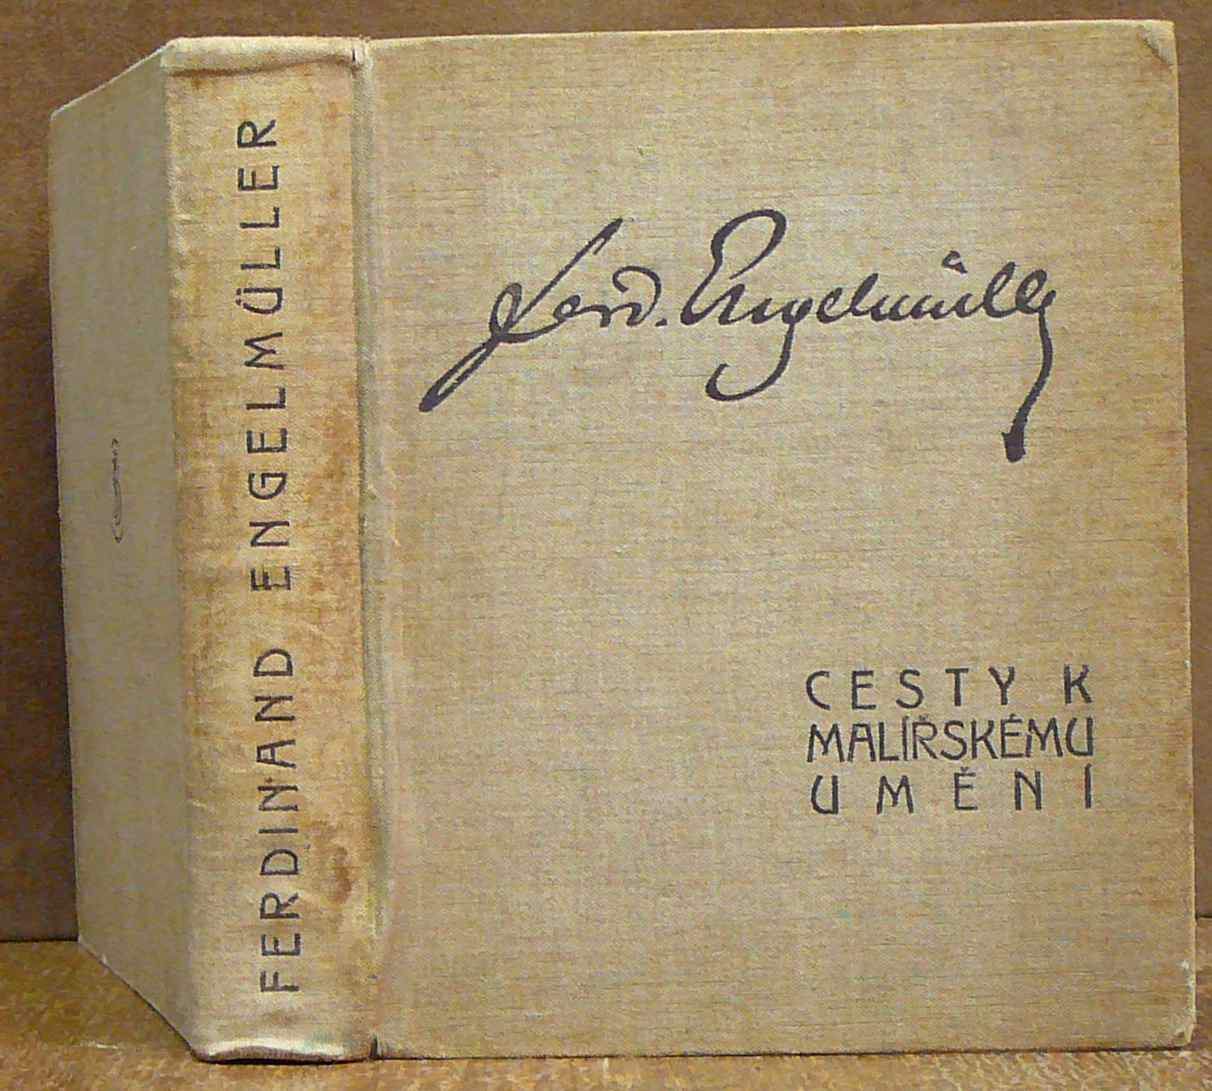 FERDINAND ENGELMÜLLER
Ferd. Engelmüller
CESTY K
MALÍŘSKÉMU
UMĚNÍ